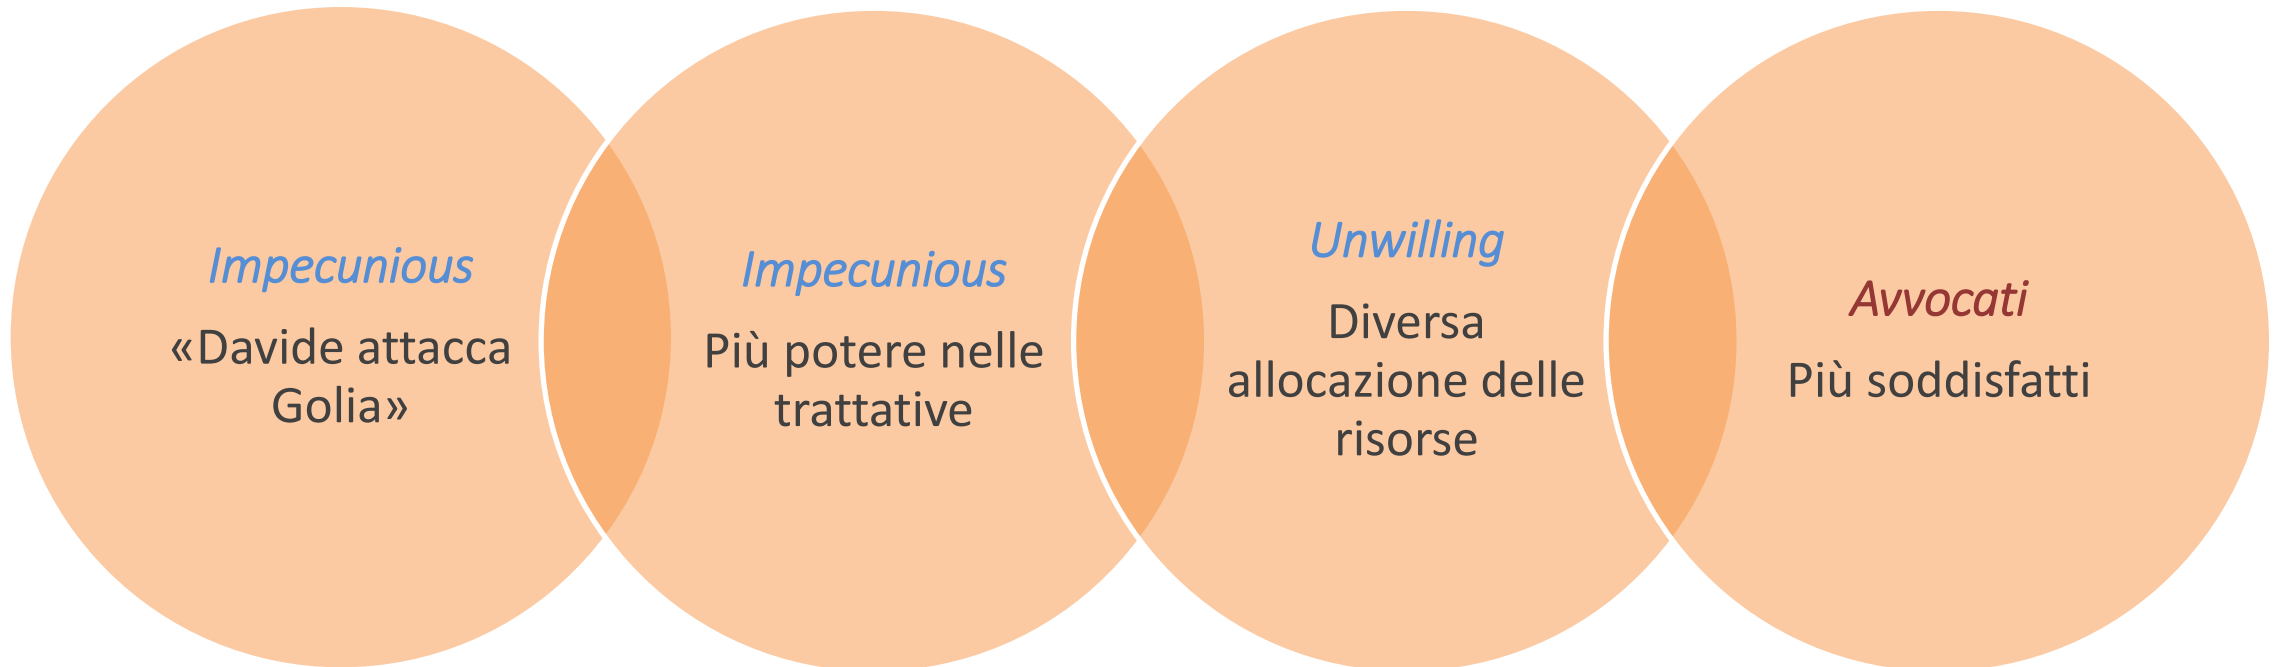 Impecunious
«Davide attacca
Golia»
Impecunious
Più potere nelle
trattative
Unwilling
Diversa
allocazione delle
risorse
Avvocati
Più soddisfatti